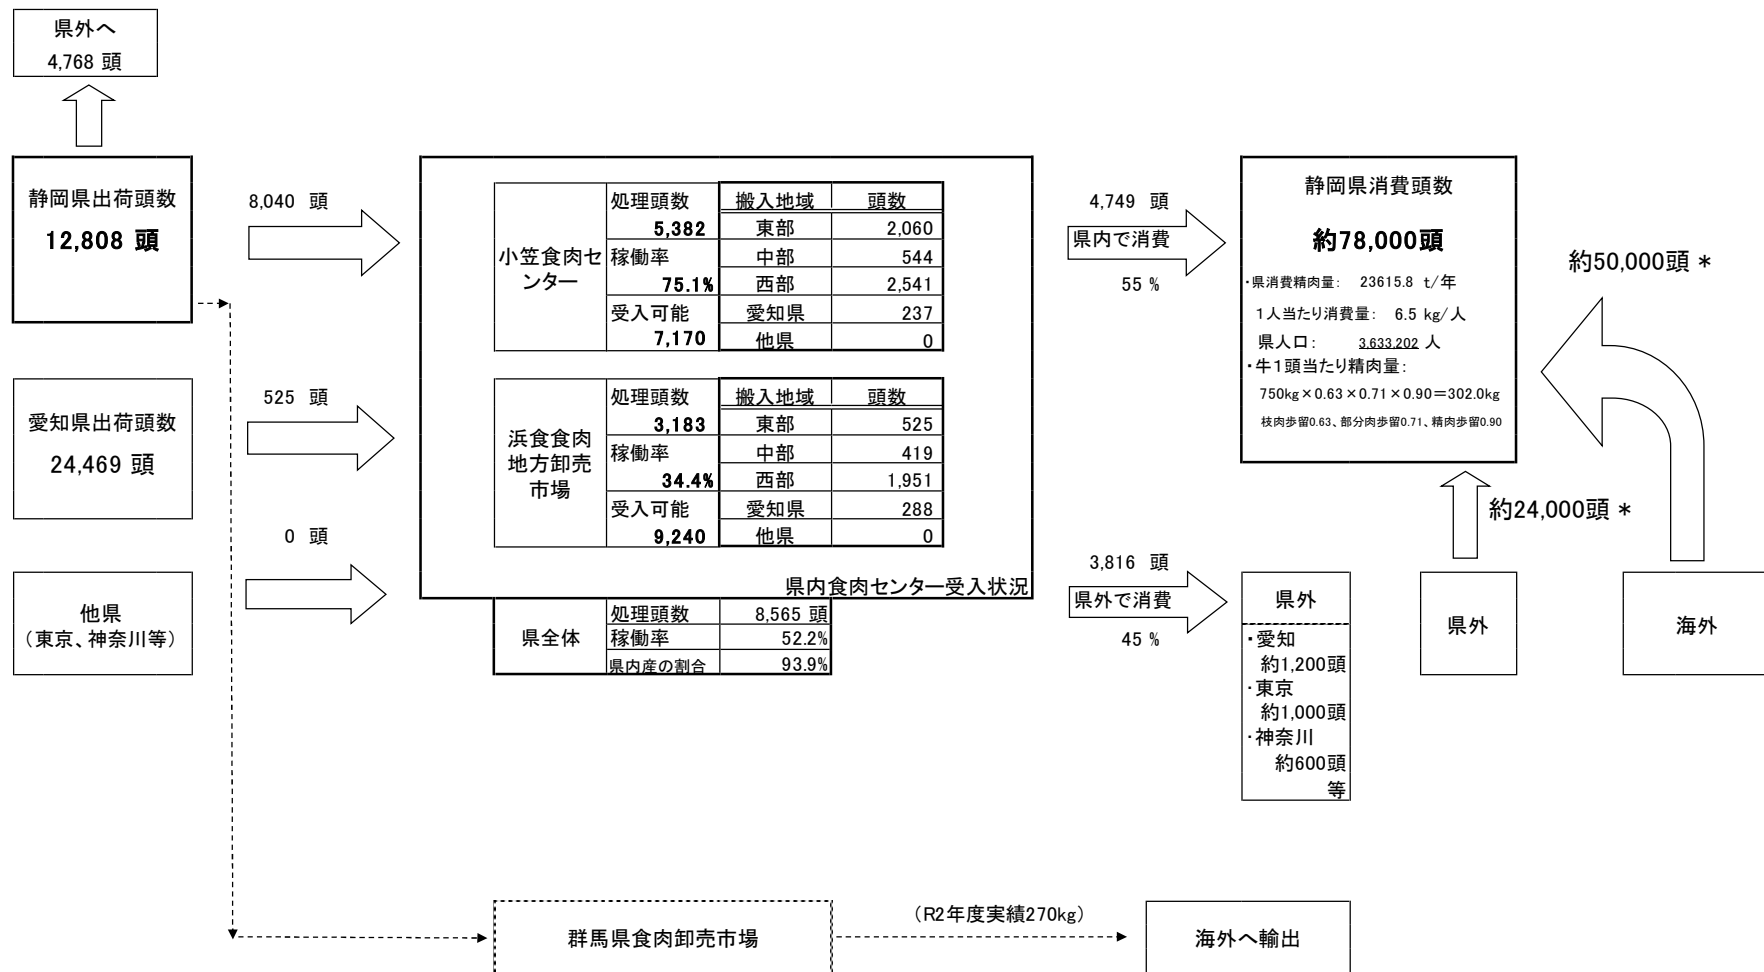 県外へ
4,768 頭
静岡県出荷頭数
12,808 頭
8,040 頭
愛知県出荷頭数
24,469 頭
525 頭
0 頭
他県
（東京、神奈川等）
小笠食肉セ
ンター
処理頭数
5,382
稼働率
75.1%
受入可能
7,170
搬入地域 頭数
東部 2,060
中部 544
西部 2,541
愛知県 237
他県 0
浜食食肉
地方卸売
市場
処理頭数
3,183
稼働率
34.4%
受入可能
9,240
搬入地域 頭数
東部 525
中部 419
西部 1,951
愛知県 288
他県 0
県内食肉センター受入状況
県全体
処理頭数 8,565 頭
稼働率 52.2%
県内産の割合 93.9%
4,749 頭
県内で消費
55 %
3,816 頭
県外で消費
45 %
静岡県消費頭数
約78,000頭
・県消費精肉量： 23615.8 t/年
1人当たり消費量： 6.5 kg/人
県人口： 3,633,202 人
・牛1頭当たり精肉量：
750kg×0.63×0.71×0.90＝302.0kg
枝肉歩留0.63、部分肉歩留0.71、精肉歩留0.90
約50,000頭 *
約24,000頭 *
県外
・愛知
約1,200頭
・東京
約1,000頭
・神奈川
約600頭
等
県外
海外
群馬県食肉卸売市場
（R2年度実績270kg）
海外へ輸出